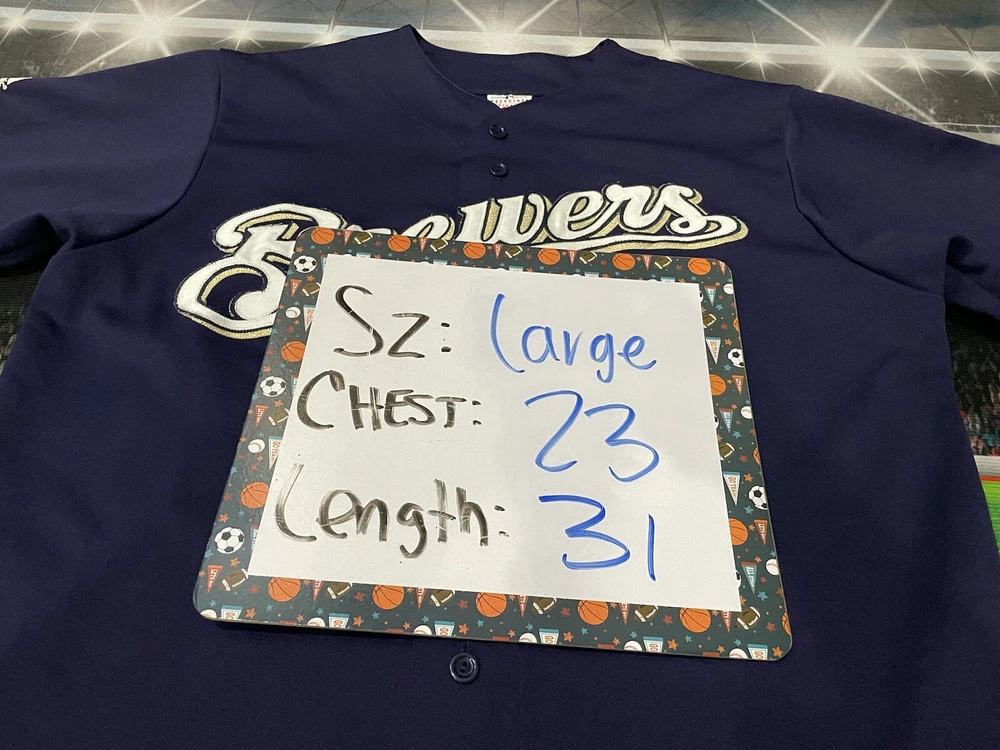 Brewers
Sz: Large
CHEST: 23
Length: 31